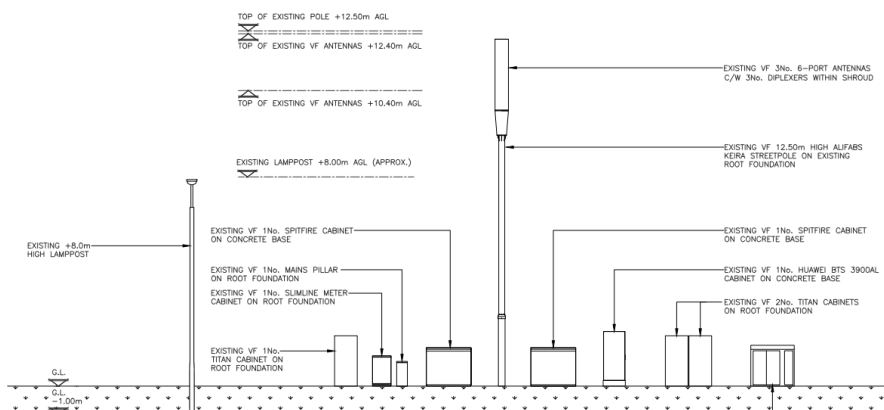 TOP OF EXISTING POLE +12.50m AGL
TOP OF EXISTING VF ANTENNAS +12.40m AGL
TOP OF EXISTING VF ANTENNAS +10.40m AGL
EXISTING LAMPPOST +8.00m AGL (APPROX.)
EXISTING VF 3No. 6-PORT ANTENNAS
C/W 3No. DIPLEXERS WITHIN SHROUD
EXISTING VF 12.50m HIGH ALIFABS
KEIRA STREETPOLE ON EXISTING
ROOT FOUNDATION
EXISTING +8.0m
HIGH LAMPPOST
EXISTING VF 1No. SPITFIRE CABINET
ON CONCRETE BASE
EXISTING VF 1No. MAINS PILLAR
ON ROOT FOUNDATION
EXISTING VF 1No. SLIMLINE METER
CABINET ON ROOT FOUNDATION
EXISTING VF 1No.
TITAN CABINET ON
ROOT FOUNDATION
EXISTING VF 1No. SPITFIRE CABINET
ON CONCRETE BASE
EXISTING VF 1No. HUAWEI BTS 3900AL
CABINET ON CONCRETE BASE
EXISTING VF 2No. TITAN CABINETS
ON ROOT FOUNDATION
G.L.
G.L.
-1.00m